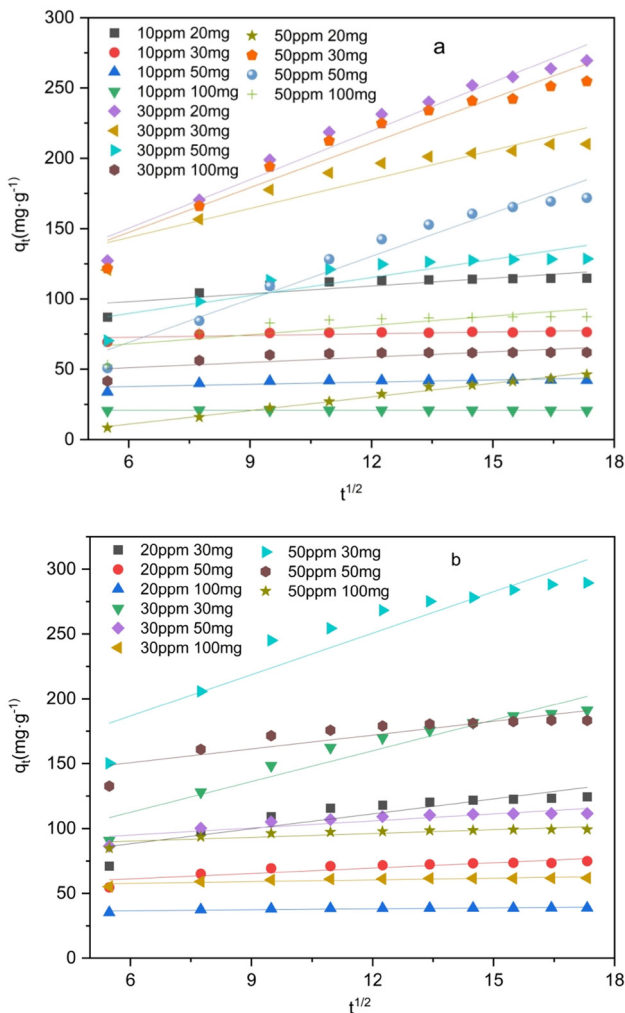 a
10ppm 20mg
10ppm 30mg
10ppm 50mg
10ppm 100mg
30ppm 20mg
30ppm 30mg
30ppm 50mg
30ppm 100mg
50ppm 20mg
50ppm 30mg
50ppm 50mg
50ppm 100mg
300
250
200
150
100
50
0
qt(mg·g-1)
6 9 12 15 18
t1/2
b
20ppm 30mg
20ppm 50mg
20ppm 100mg
30ppm 30mg
30ppm 50mg
30ppm 100mg
50ppm 30mg
50ppm 50mg
50ppm 100mg
300
250
200
150
100
50
0
qt(mg·g-1)
6 9 12 15 18
t1/2